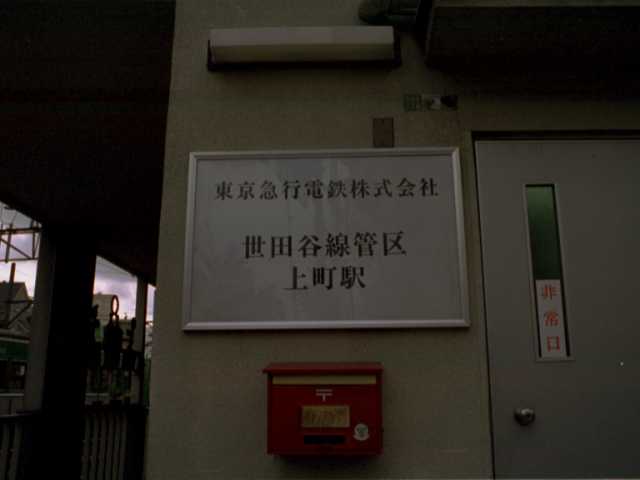 東京急行電鉄株式会社
世田谷線管区
上町駅
非常口
〒